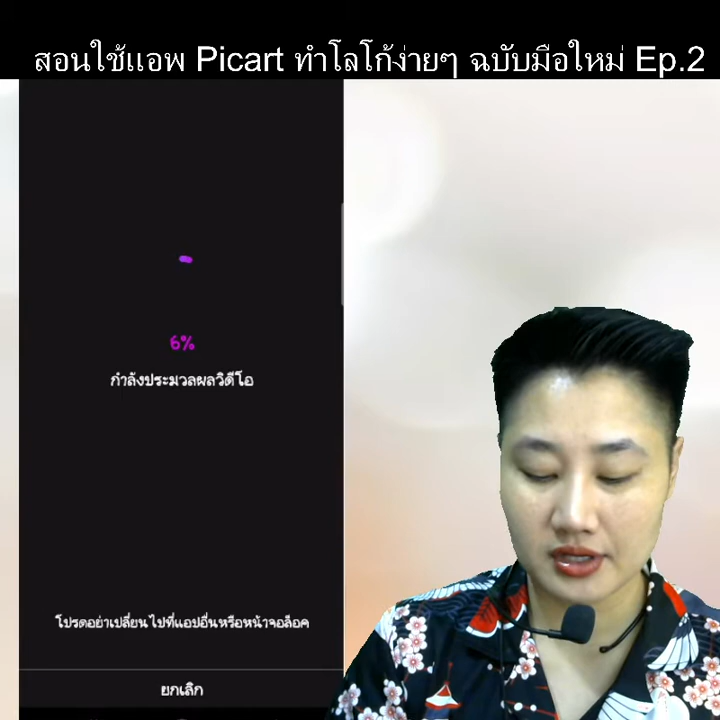 สอนใช้แอพ Picart ทำโลโก้ง่ายๆ ฉบับมือใหม่ Ep.2
6%
กำลังประมวลผลวิดีโอ
โปรดอย่าเปลี่ยนไปที่แอปอื่นหรือหน้าจอล็อค
ยกเลิก